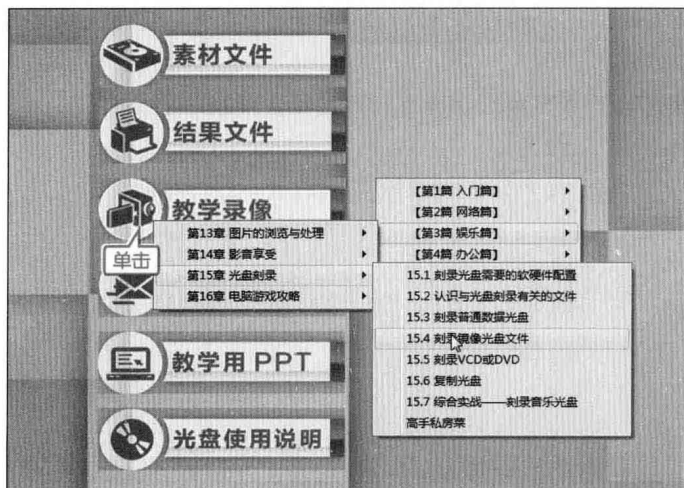 素材文件
结果文件
教学录像
单击
教学用 PPT
光盘使用说明
【第1篇 入门篇】
【第2篇 网络篇】
【第3篇 娱乐篇】
【第4篇 办公篇】
第13章 图片的浏览与处理
第14章 影音享受
第15章 光盘刻录
第16章 电脑游戏攻略
15.1 刻录光盘需要的软硬件配置
15.2 认识与光盘刻录有关的文件
15.3 刻录普通数据光盘
15.4 刻录镜像光盘文件
15.5 刻录VCD或DVD
15.6 复制光盘
15.7 综合实战——刻录音乐光盘
高手私房菜